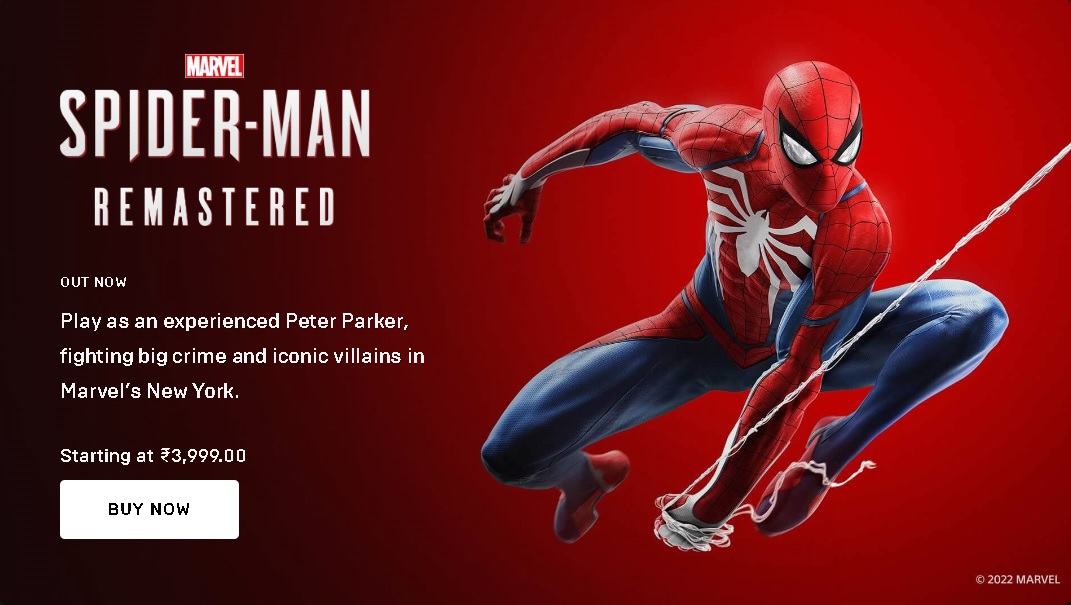 MARVEL
SPIDER-MAN
REMASTERED
OUT NOW
Play as an experienced Peter Parker,
fighting big crime and iconic villains in
Marvel's New York.
Starting at ₹3,999.00
BUY NOW
© 2022 MARVEL